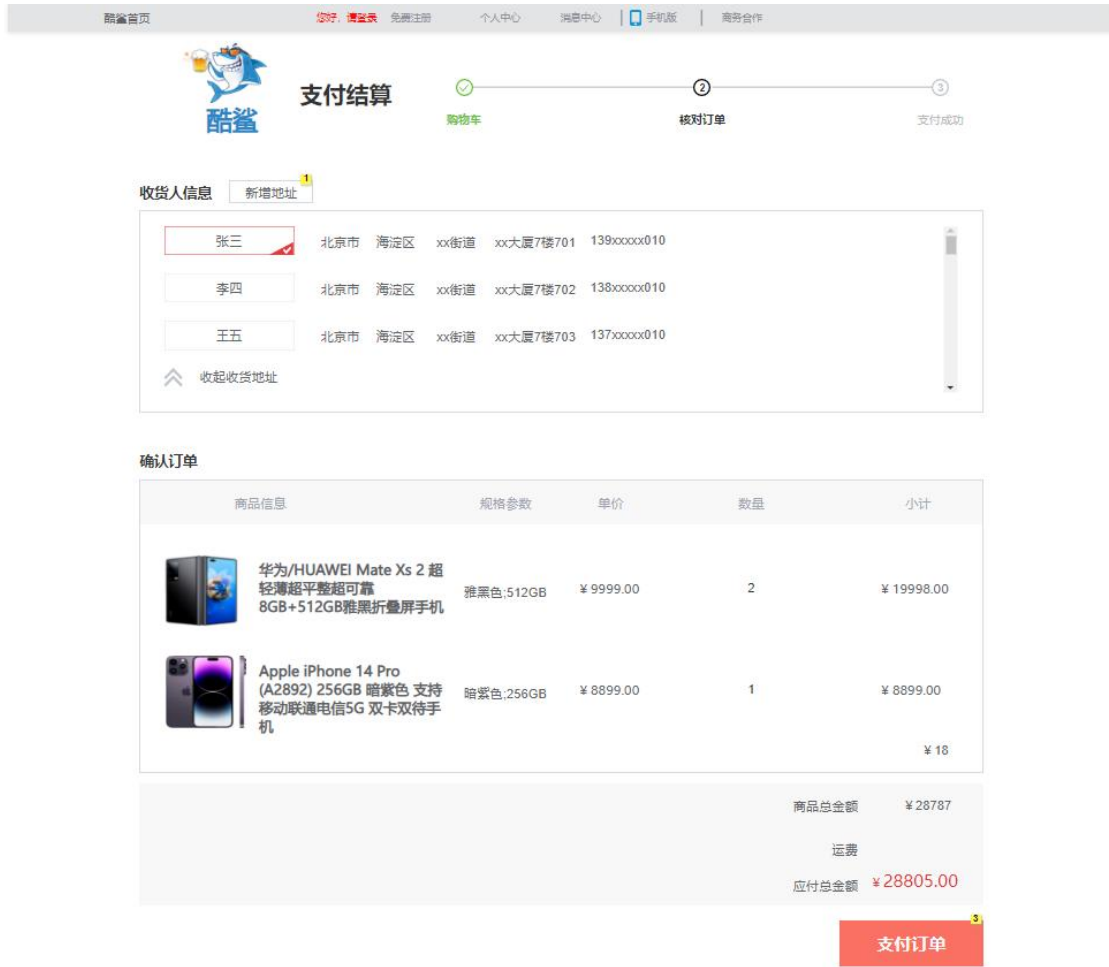 酷鲨首页 您好，请登录 免费注册 个人中心 消息中心 手机版 商务合作
酷鲨
支付结算
2 3
购物车 核对订单 支付成功
收货人信息 新增地址 1
张三 北京市 海淀区 xx街道 xx大厦7楼701 139xxxxx010
李四 北京市 海淀区 xx街道 xx大厦7楼702 138xxxxx010
王五 北京市 海淀区 xx街道 xx大厦7楼703 137xxxxx010
收起收货地址
确认订单
商品信息 规格参数 单价 数量 小计
华为/HUAWEI Mate Xs 2 超
轻薄超平整超可靠
8GB+512GB雅黑折叠屏手机
雅黑色;512GB ¥ 9999.00 2 ¥ 19998.00
Apple iPhone 14 Pro
(A2892) 256GB 暗紫色 支持
移动联通电信5G 双卡双待手
机
暗紫色;256GB ¥ 8899.00 1 ¥ 8899.00
¥ 18
商品总金额 ¥ 28787
运费
应付总金额 ¥ 28805.00
支付订单 3